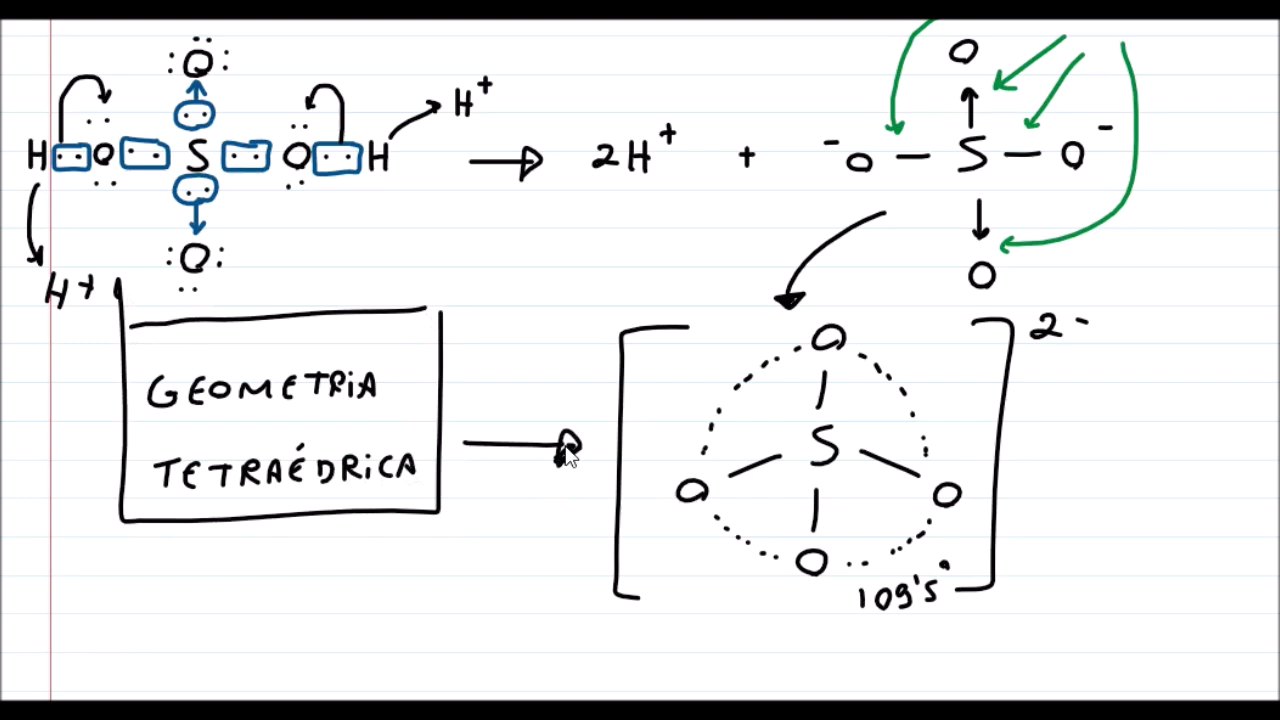 O O
H O S O H H+ 2H+ + -O – S – O-
O O
H+
GEOMETRIA
TETRAÉDRICA
2-
O
S
O O
O
109'5°